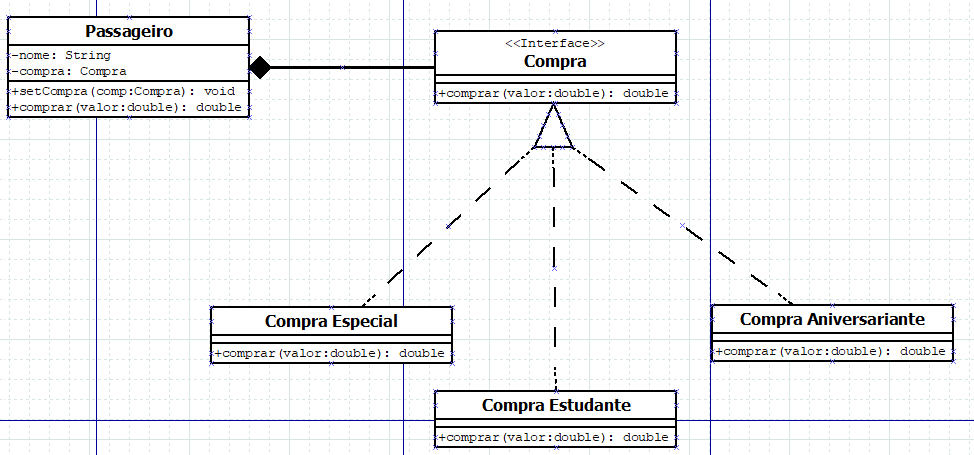 Passageiro
-nome: String
-compra: Compra
+setCompra(comp:Compra): void
+comprar(valor:double): double
<<Interface>>
Compra
+comprar(valor:double): double
Compra Especial
+comprar(valor:double): double
Compra Estudante
+comprar(valor:double): double
Compra Aniversariante
+comprar(valor:double): double